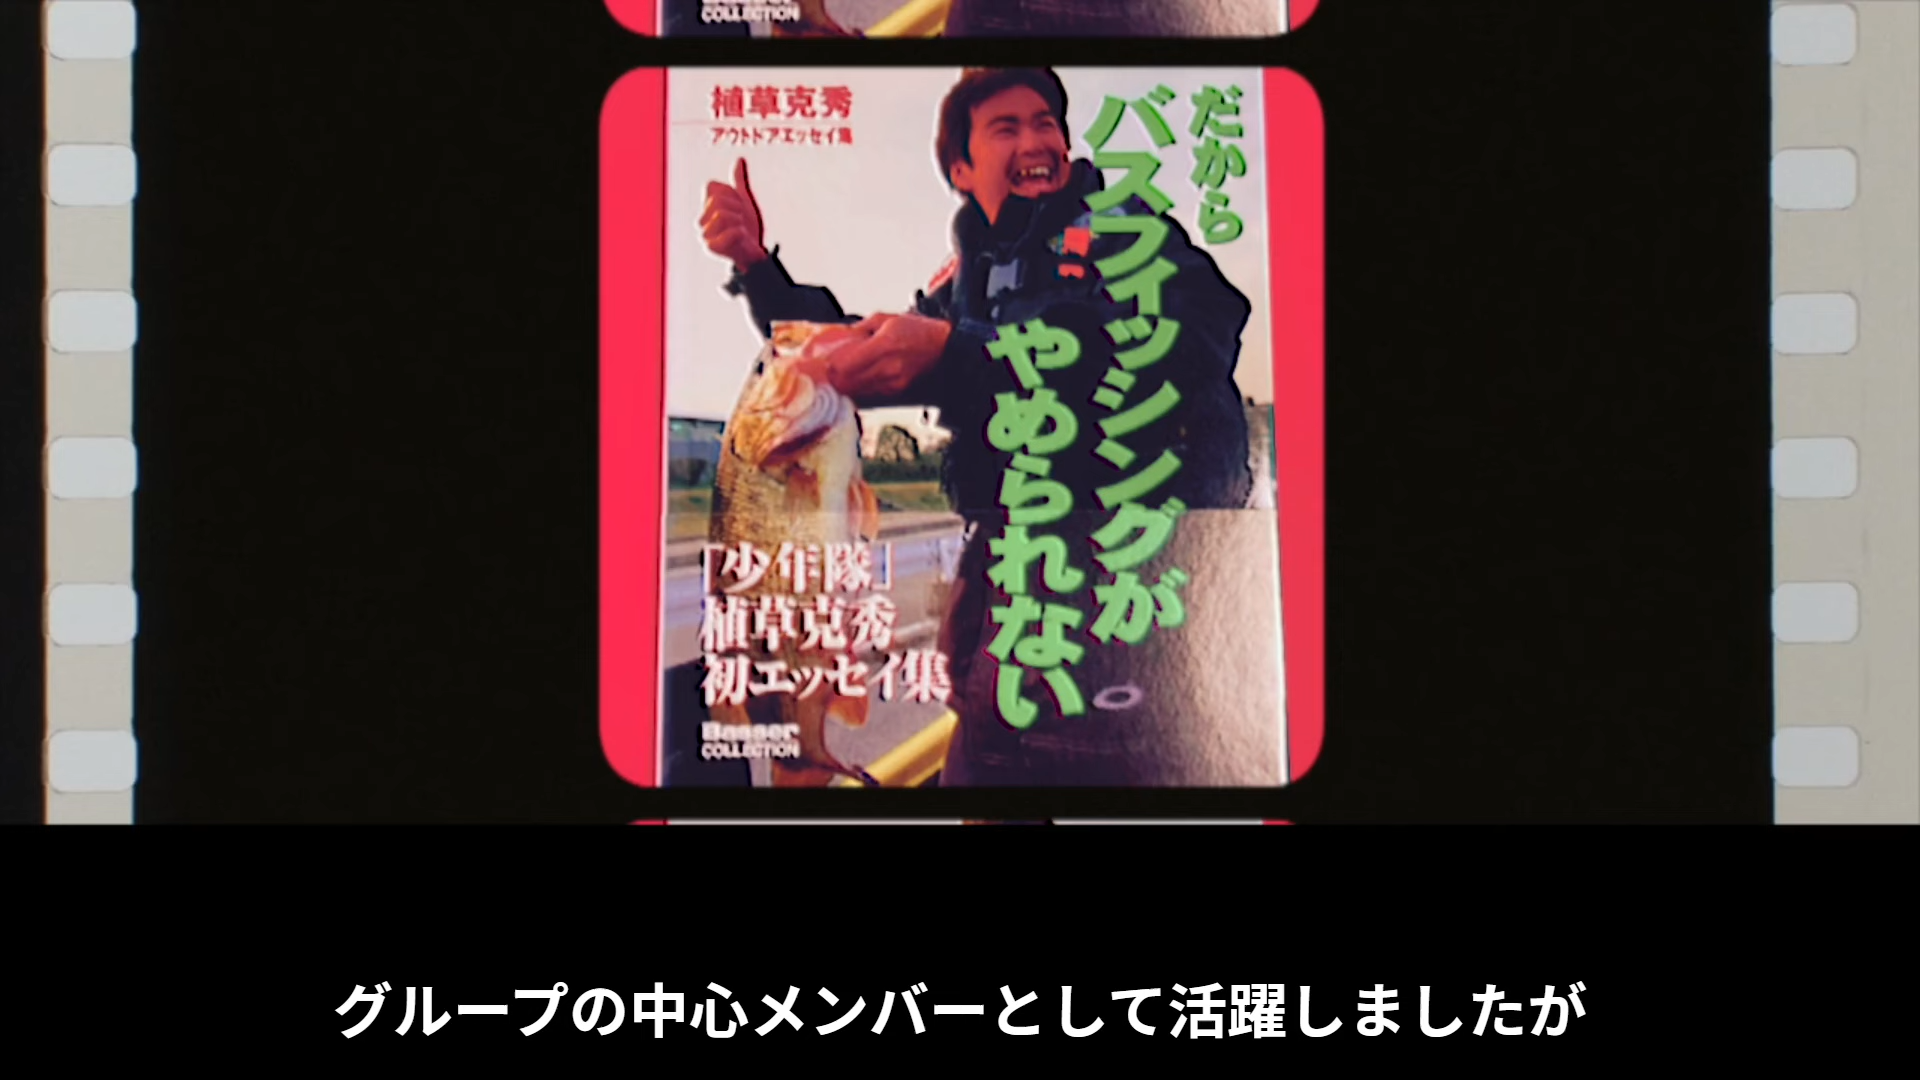 COLLECTION
植草克秀
アウトドアエッセイ集
だから
バスフィッシングが
やめられない
「少年隊」
植草克秀
初エッセイ集
Basser
COLLECTION
グループの中心メンバーとして活躍しましたが